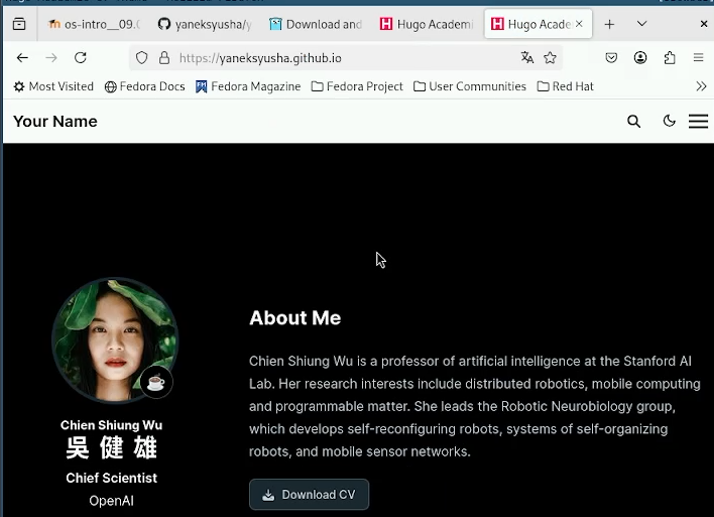 os-intro__09.0
yaneksyusha/y
Download and
Hugo Academi
Hugo Acade
https://yaneksyusha.github.io
Most Visited
Fedora Docs
Fedora Magazine
Fedora Project
User Communities
Red Hat
Your Name
About Me
Chien Shiung Wu is a professor of artificial intelligence at the Stanford AI
Lab. Her research interests include distributed robotics, mobile computing
and programmable matter. She leads the Robotic Neurobiology group,
which develops self-reconfiguring robots, systems of self-organizing
robots, and mobile sensor networks.
Download CV
Chien Shiung Wu
吳健雄
Chief Scientist
OpenAI